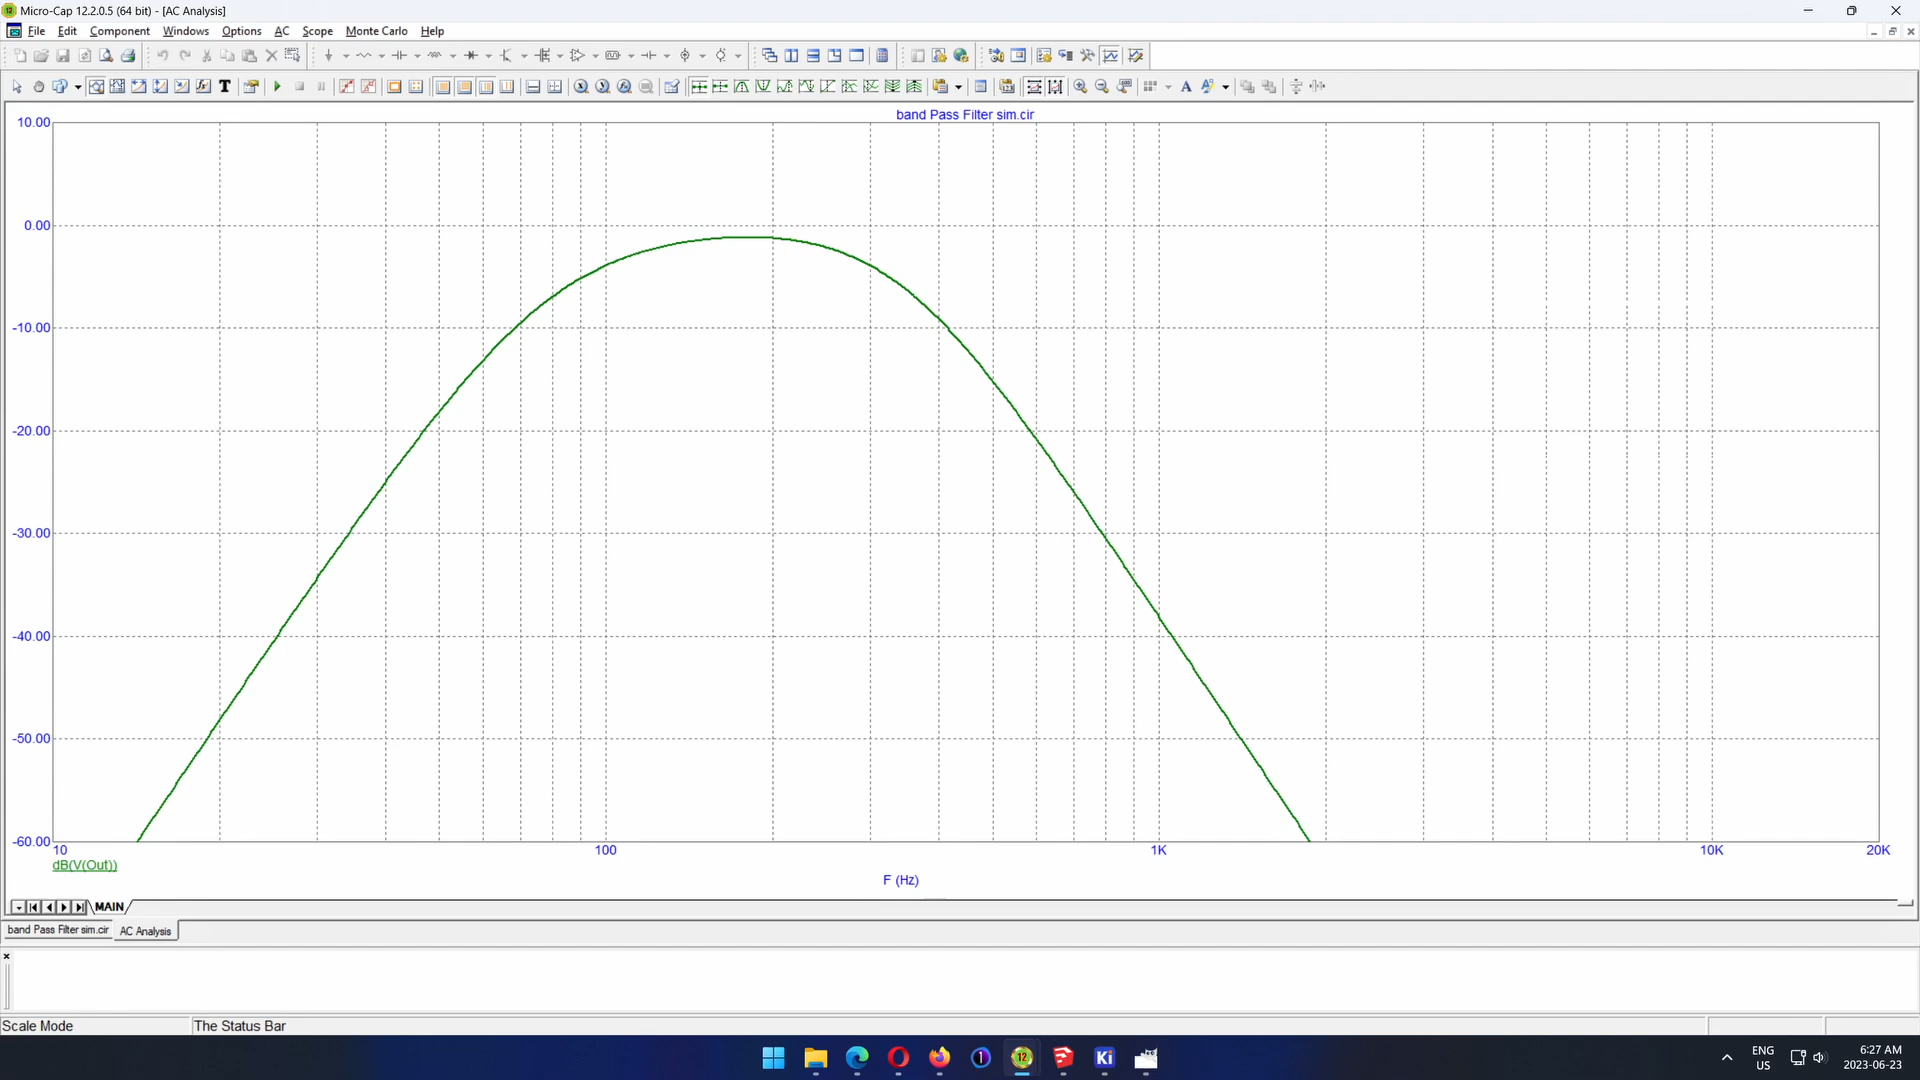 Micro-Cap 12.2.0.5 (64 bit) - [AC Analysis]
File Edit Component Windows Options AC Scope Monte Carlo Help
band Pass Filter sim.cir
10.00
0.00
-10.00
-20.00
-30.00
-40.00
-50.00
-60.00
10 100 1K 10K 20K
dB(V(Out))
F (Hz)
MAIN
band Pass Filter sim.cir AC Analysis
Scale Mode The Status Bar
ENG 6:27 AM
US 2023-06-23